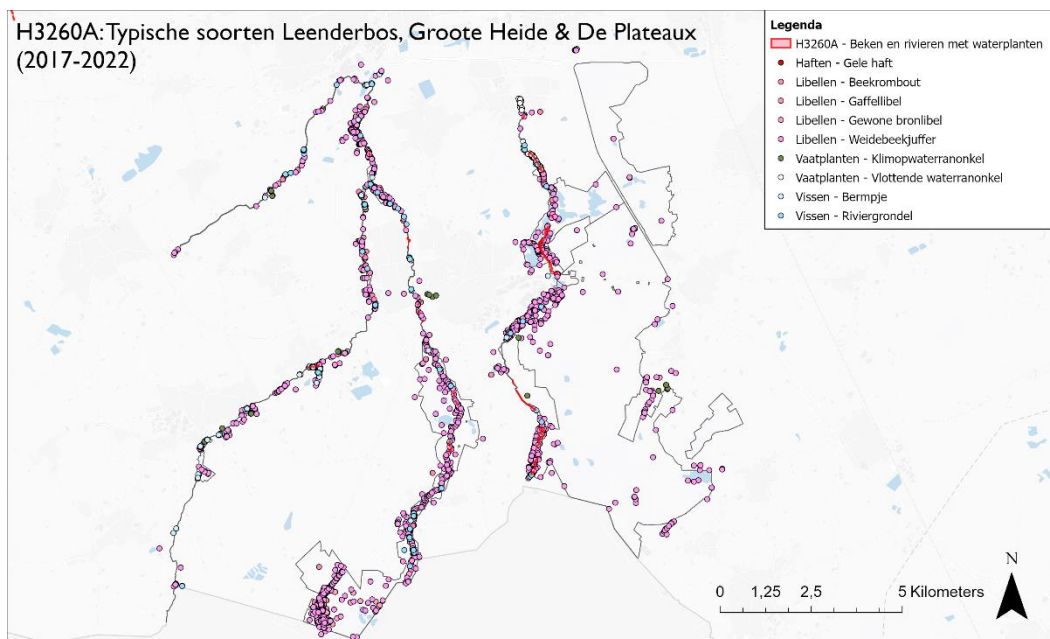 H3260A: Typische soorten Leenderbos, Groote Heide & De Plateaux
(2017-2022)
Legenda
H3260A - Beken en rivieren met waterplanten
Haften - Gele haft
Libellen - Beekrombout
Libellen - Gaffellibel
Libellen - Gewone bronlibel
Libellen - Weidebeekjuffer
Vaatplanten - Klimopwaterranonkel
Vaatplanten - Vlottende waterranonkel
Vissen - Bermpje
Vissen - Riviergrondel
N
0 1,25 2,5 5 Kilometers